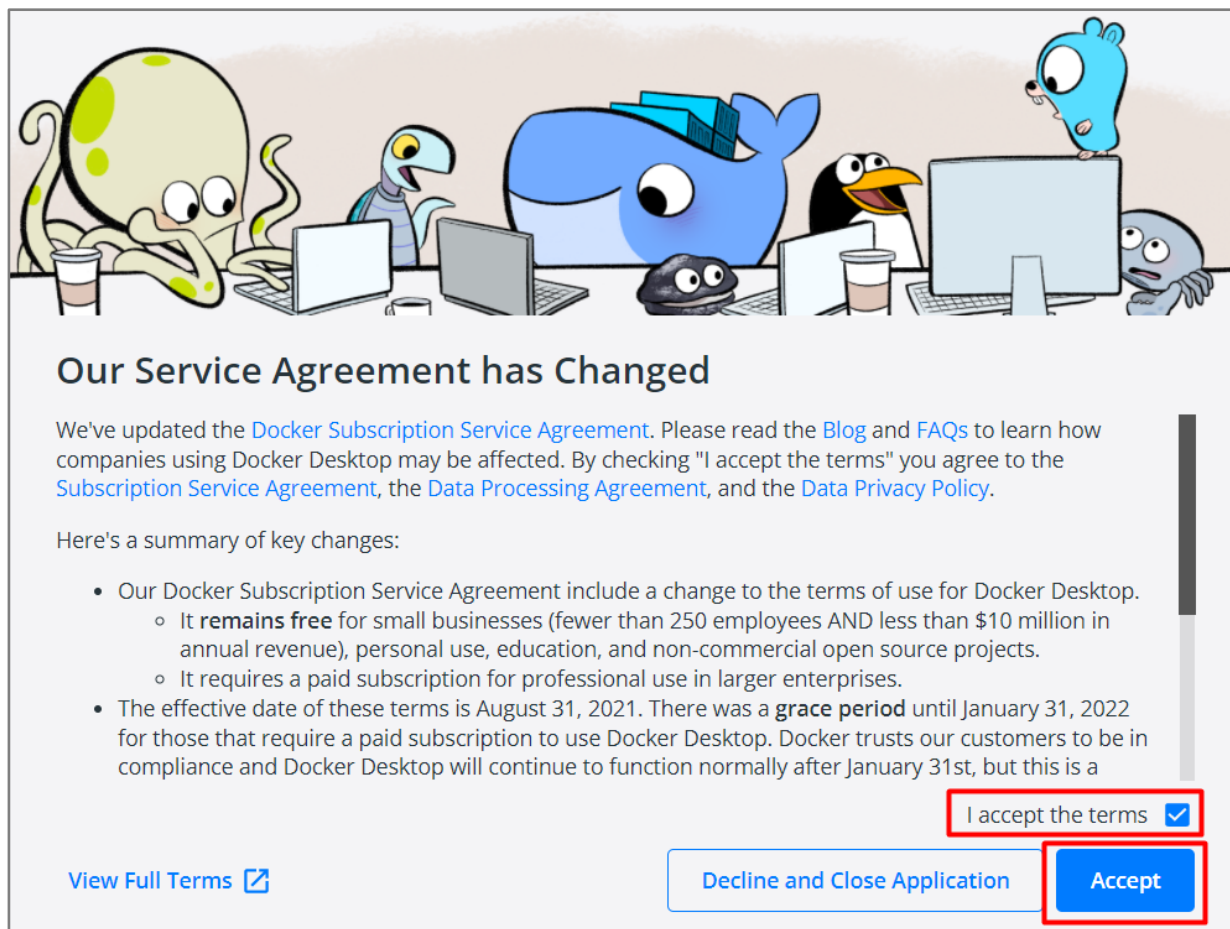 Our Service Agreement has Changed
We've updated the Docker Subscription Service Agreement. Please read the Blog and FAQs to learn how
companies using Docker Desktop may be affected. By checking "I accept the terms" you agree to the
Subscription Service Agreement, the Data Processing Agreement, and the Data Privacy Policy.
Here's a summary of key changes:
• Our Docker Subscription Service Agreement include a change to the terms of use for Docker Desktop.
◦ It remains free for small businesses (fewer than 250 employees AND less than $10 million in
annual revenue), personal use, education, and non-commercial open source projects.
◦ It requires a paid subscription for professional use in larger enterprises.
• The effective date of these terms is August 31, 2021. There was a grace period until January 31, 2022
for those that require a paid subscription to use Docker Desktop. Docker trusts our customers to be in
compliance and Docker Desktop will continue to function normally after January 31st, but this is a
I accept the terms
View Full Terms
Decline and Close Application
Accept